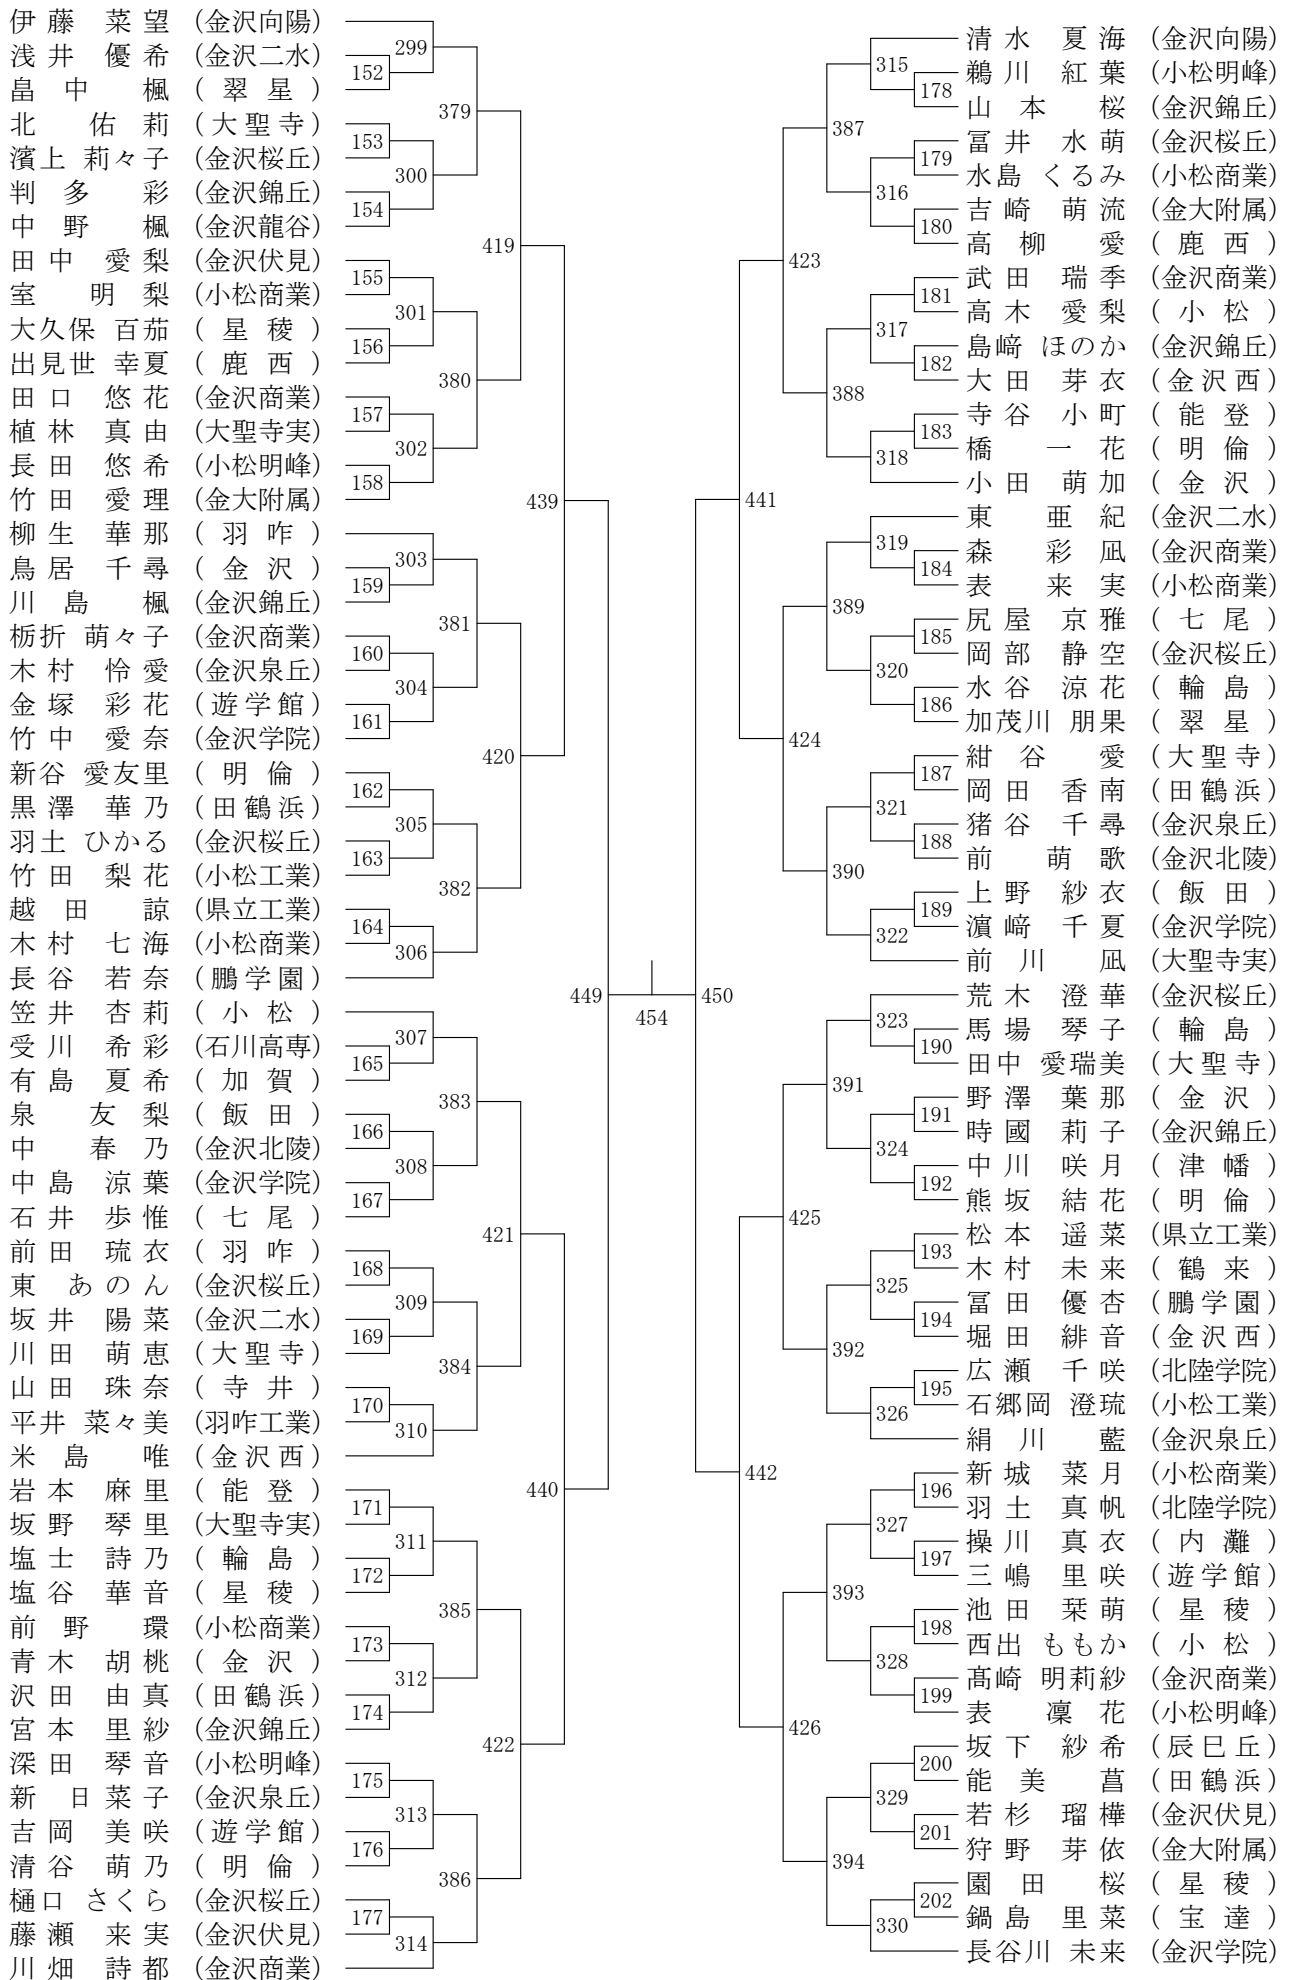 伊藤 菜望 (金沢向陽)
浅井 優希 (金沢二水)
畠中 楓 (翠星)
北 佑莉 (大聖寺)
濱上 莉々子 (金沢桜丘)
判多 彩 (金沢錦丘)
中野 楓 (金沢龍谷)
田中 愛梨 (金沢伏見)
室 明梨 (小松商業)
大久保 百茄 (星稜)
出見世 幸夏 (鹿西)
田口 悠花 (金沢商業)
植林 真由 (大聖寺実)
長田 悠希 (小松明峰)
竹田 愛理 (金大附属)
柳生 華那 (羽咋)
鳥居 千尋 (金沢)
川島 楓 (金沢錦丘)
栃折 萌々子 (金沢商業)
木村 怜愛 (金沢泉丘)
金塚 彩花 (遊学館)
竹中 愛奈 (金沢学院)
新谷 愛友里 (明倫)
黒澤 華乃 (田鶴浜)
羽土 ひかる (金沢桜丘)
竹田 梨花 (小松工業)
越田 諒 (県立工業)
木村 七海 (小松商業)
長谷 若奈 (鵬学園)
笠井 杏莉 (小松)
受川 希彩 (石川高専)
有島 夏希 (加賀)
泉 友梨 (飯田)
中 春乃 (金沢北陵)
中島 涼葉 (金沢学院)
石井 歩惟 (七尾)
前田 琉衣 (羽咋)
東 あのん (金沢桜丘)
坂井 陽菜 (金沢二水)
川田 萌恵 (大聖寺)
山田 珠奈 (寺井)
平井 菜々美 (羽咋工業)
米島 唯 (金沢西)
岩本 麻里 (能登)
坂野 琴里 (大聖寺実)
塩士 詩乃 (輪島)
塩谷 華音 (星稜)
前野 環 (小松商業)
青木 胡桃 (金沢)
沢田 由真 (田鶴浜)
宮本 里紗 (金沢錦丘)
深田 琴音 (小松明峰)
新 日菜子 (金沢泉丘)
吉岡 美咲 (遊学館)
清谷 萌乃 (明倫)
樋口 さくら (金沢桜丘)
藤瀬 来実 (金沢伏見)
川畑 詩都 (金沢商業)
152
153
154
155
156
157
158
159
160
161
162
163
164
165
166
167
168
169
170
171
172
173
174
175
176
177
299
300
301
302
303
304
305
306
307
308
309
310
311
312
313
314
379
380
381
382
383
384
385
386
419
420
421
422
439
440
449
454
450
441
442
423
424
425
426
387
388
389
390
391
392
393
394
315
316
317
318
319
320
321
322
323
324
325
326
327
328
329
330
178
179
180
181
182
183
184
185
186
187
188
189
190
191
192
193
194
195
196
197
198
199
200
201
202
清水 夏海 (金沢向陽)
鵜川 紅葉 (小松明峰)
山本 桜 (金沢錦丘)
冨井 水萌 (金沢桜丘)
水島 くるみ (小松商業)
吉崎 萌流 (金大附属)
高柳 愛 (鹿西)
武田 瑞季 (金沢商業)
高木 愛梨 (小松)
島﨑 ほのか (金沢錦丘)
大田 芽衣 (金沢西)
寺谷 小町 (能登)
橋 一花 (明倫)
小田 萌加 (金沢)
東 亜紀 (金沢二水)
森 彩凪 (金沢商業)
表 来実 (小松商業)
尻屋 京雅 (七尾)
岡部 静空 (金沢桜丘)
水谷 涼花 (輪島)
加茂川 朋果 (翠星)
紺谷 愛 (大聖寺)
岡田 香南 (田鶴浜)
猪谷 千尋 (金沢泉丘)
前 萌歌 (金沢北陵)
上野 紗衣 (飯田)
濵﨑 千夏 (金沢学院)
前川 凪 (大聖寺実)
荒木 澄華 (金沢桜丘)
馬場 琴子 (輪島)
田中 愛瑞美 (大聖寺)
野澤 葉那 (金沢)
時國 莉子 (金沢錦丘)
中川 咲月 (津幡)
熊坂 結花 (明倫)
松本 遥菜 (県立工業)
木村 未来 (鶴来)
冨田 優杏 (鵬学園)
堀田 緋音 (金沢西)
広瀬 千咲 (北陸学院)
石郷岡 澄琉 (小松工業)
絹川 藍 (金沢泉丘)
新城 菜月 (小松商業)
羽土 真帆 (北陸学院)
操川 真衣 (内灘)
三嶋 里咲 (遊学館)
池田 栞萌 (星稜)
西出 ももか (小松)
髙崎 明莉紗 (金沢商業)
表 凜花 (小松明峰)
坂下 紗希 (辰巳丘)
能美 菖 (田鶴浜)
若杉 瑠樺 (金沢伏見)
狩野 芽依 (金大附属)
園田 桜 (星稜)
鍋島 里菜 (宝達)
長谷川 未来 (金沢学院)